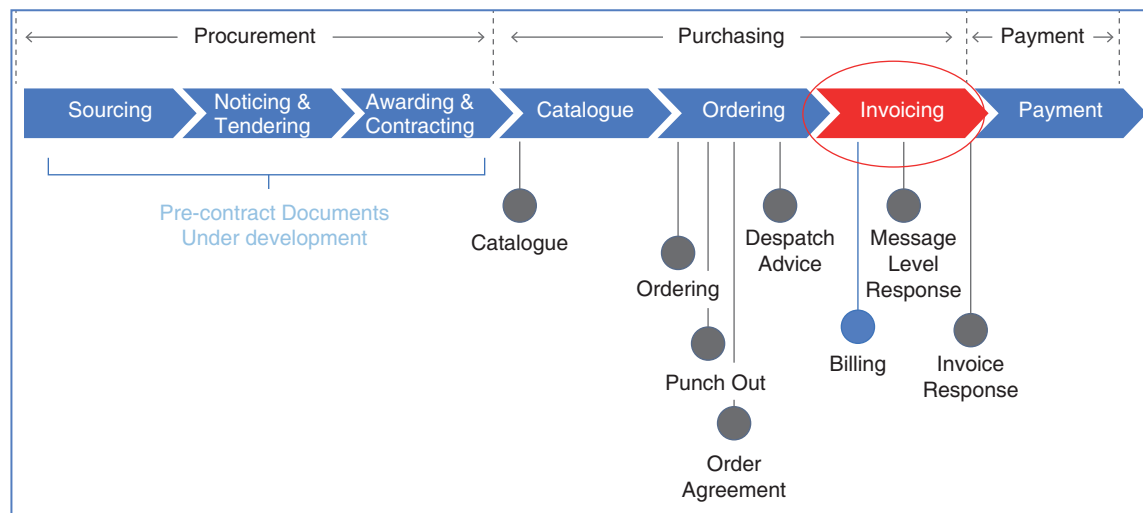 Procurement
Purchasing
Payment
Sourcing
Noticing &
Tendering
Awarding &
Contracting
Catalogue
Ordering
Invoicing
Payment
Pre-contract Documents
Under development
Catalogue
Ordering
Punch Out
Order
Agreement
Despatch
Advice
Billing
Message
Level
Response
Invoice
Response